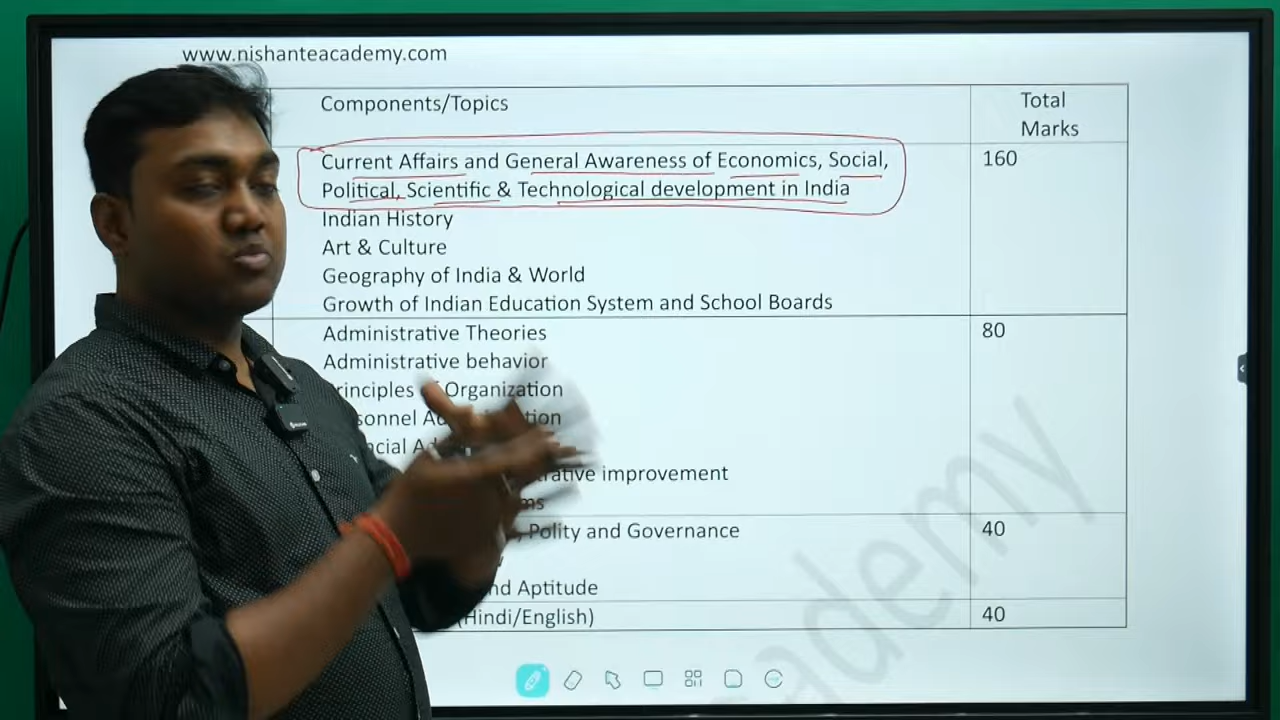 www.nishanteacademy.com
Components/Topics
Total
Marks
Current Affairs and General Awareness of Economics, Social,
Political, Scientific & Technological development in India
160
Indian History
Art & Culture
Geography of India & World
Growth of Indian Education System and School Boards
Administrative Theories
80
Administrative behavior
Organization
improvement
Polity and Governance
40
Aptitude
(Hindi/English)
40
ademy